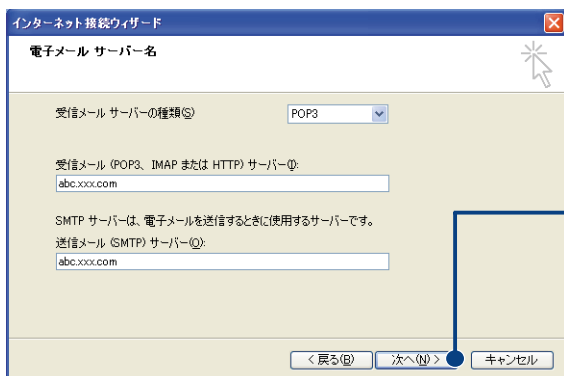 インターネット接続ウィザード
電子メール サーバー名
受信メール サーバーの種類(S)
POP3
受信メール (POP3、IMAP または HTTP) サーバー(I):
abc.xxx.com
SMTP サーバーは、電子メールを送信するときに使用するサーバーです。
送信メール (SMTP) サーバー(O):
abc.xxx.com
< 戻る(B)
次へ(N) >
キャンセル